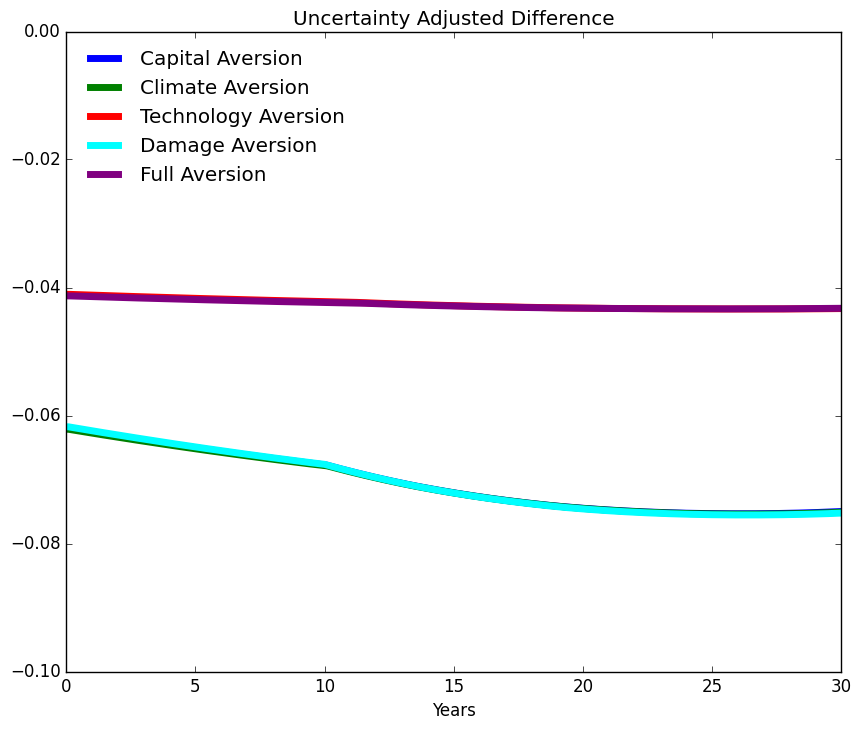 Uncertainty Adjusted Difference
0.00
Capital Aversion
Climate Aversion
Technology Aversion
Damage Aversion
Full Aversion
−0.02
−0.04
−0.06
−0.08
−0.10
0 5 10 15 20 25 30
Years